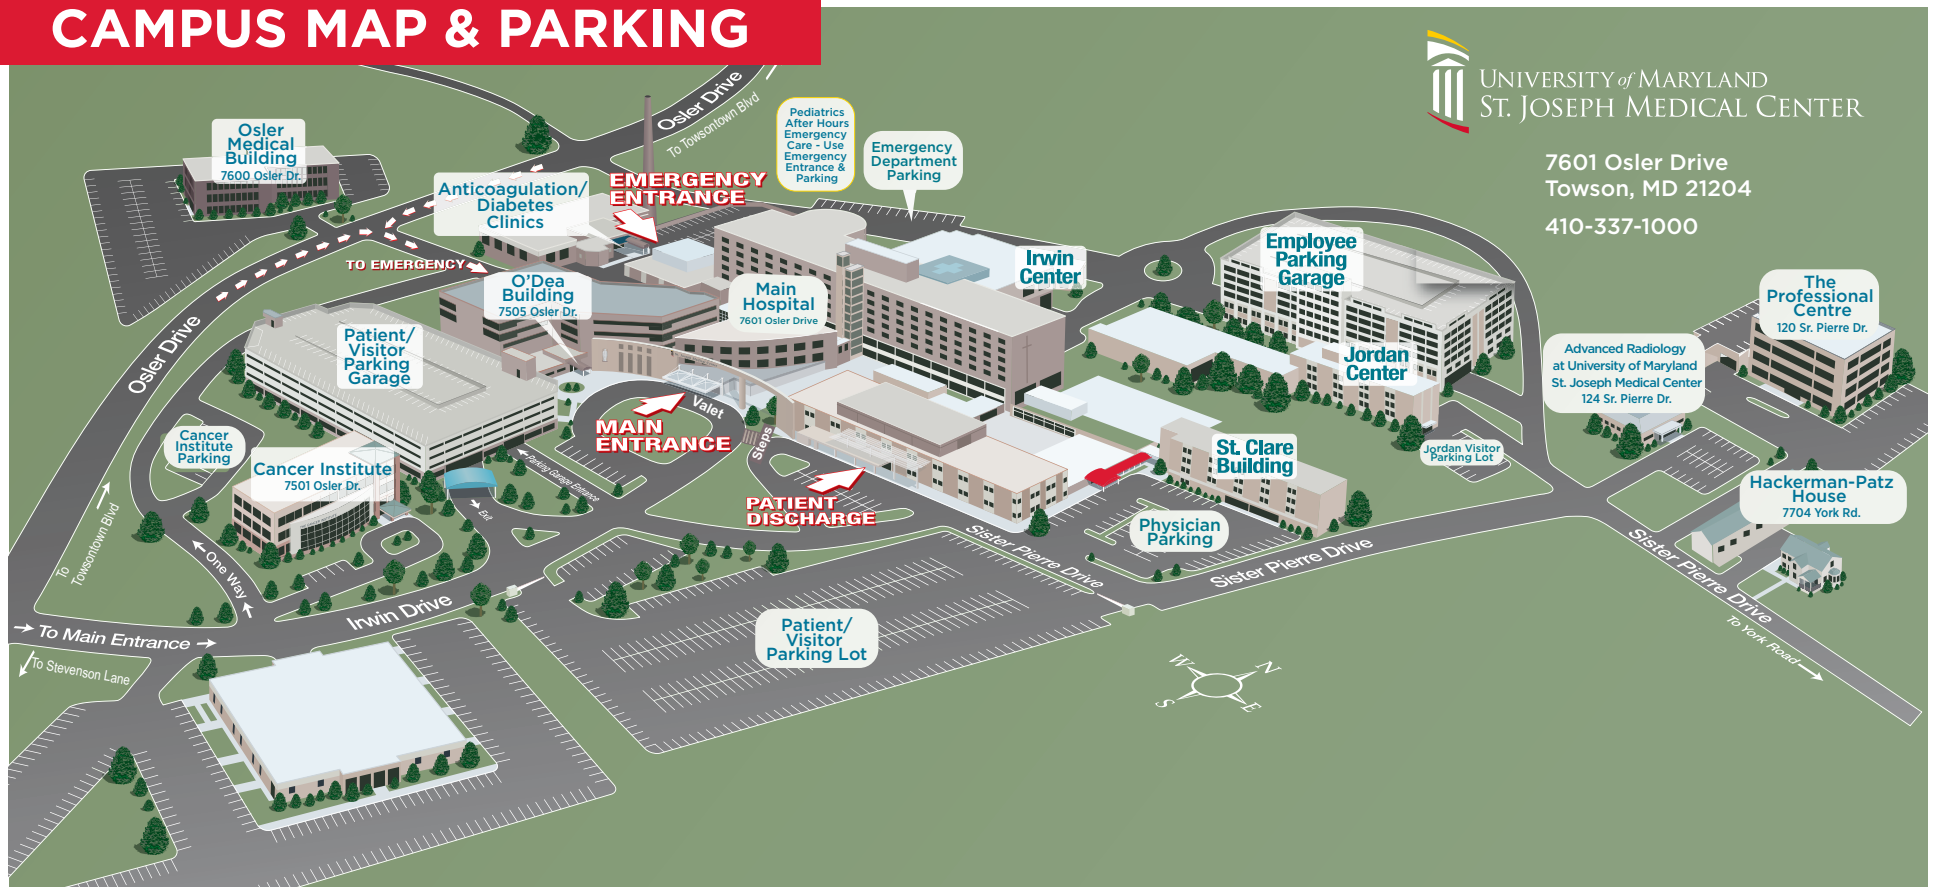 CAMPUS MAP & PARKING
UNIVERSITY of MARYLAND
ST. JOSEPH MEDICAL CENTER
7601 Osler Drive
Towson, MD 21204
410-337-1000
Osler Drive
To Towsontown Blvd
Osler
Medical
Building
7600 Osler Dr.
Pediatrics
After Hours
Emergency
Care - Use
Emergency
Entrance &
Parking
Emergency
Department
Parking
Anticoagulation/
Diabetes
Clinics
EMERGENCY
ENTRANCE
TO EMERGENCY
O'Dea
Building
7505 Osler Dr.
Main
Hospital
7601 Osler Drive
Irwin
Center
Employee
Parking
Garage
The
Professional
Centre
120 Sr. Pierre Dr.
Osler Drive
Patient/
Visitor
Parking
Garage
Jordan
Center
Advanced Radiology
at University of Maryland
St. Joseph Medical Center
124 Sr. Pierre Dr.
Valet
MAIN
ENTRANCE
Steps
Cancer
Institute
Parking
Cancer Institute
7501 Osler Dr.
Parking Garage Entrance
Exit
PATIENT
DISCHARGE
St. Clare
Building
Jordan Visitor
Parking Lot
Hackerman-Patz
House
7704 York Rd.
Physician
Parking
Sister Pierre Drive
Sister Pierre Drive
Sister Pierre Drive
To York Road
To
Towsontown Blvd
One Way
Irwin Drive
To Main Entrance
To Stevenson Lane
Patient/
Visitor
Parking Lot
W
N
S
E